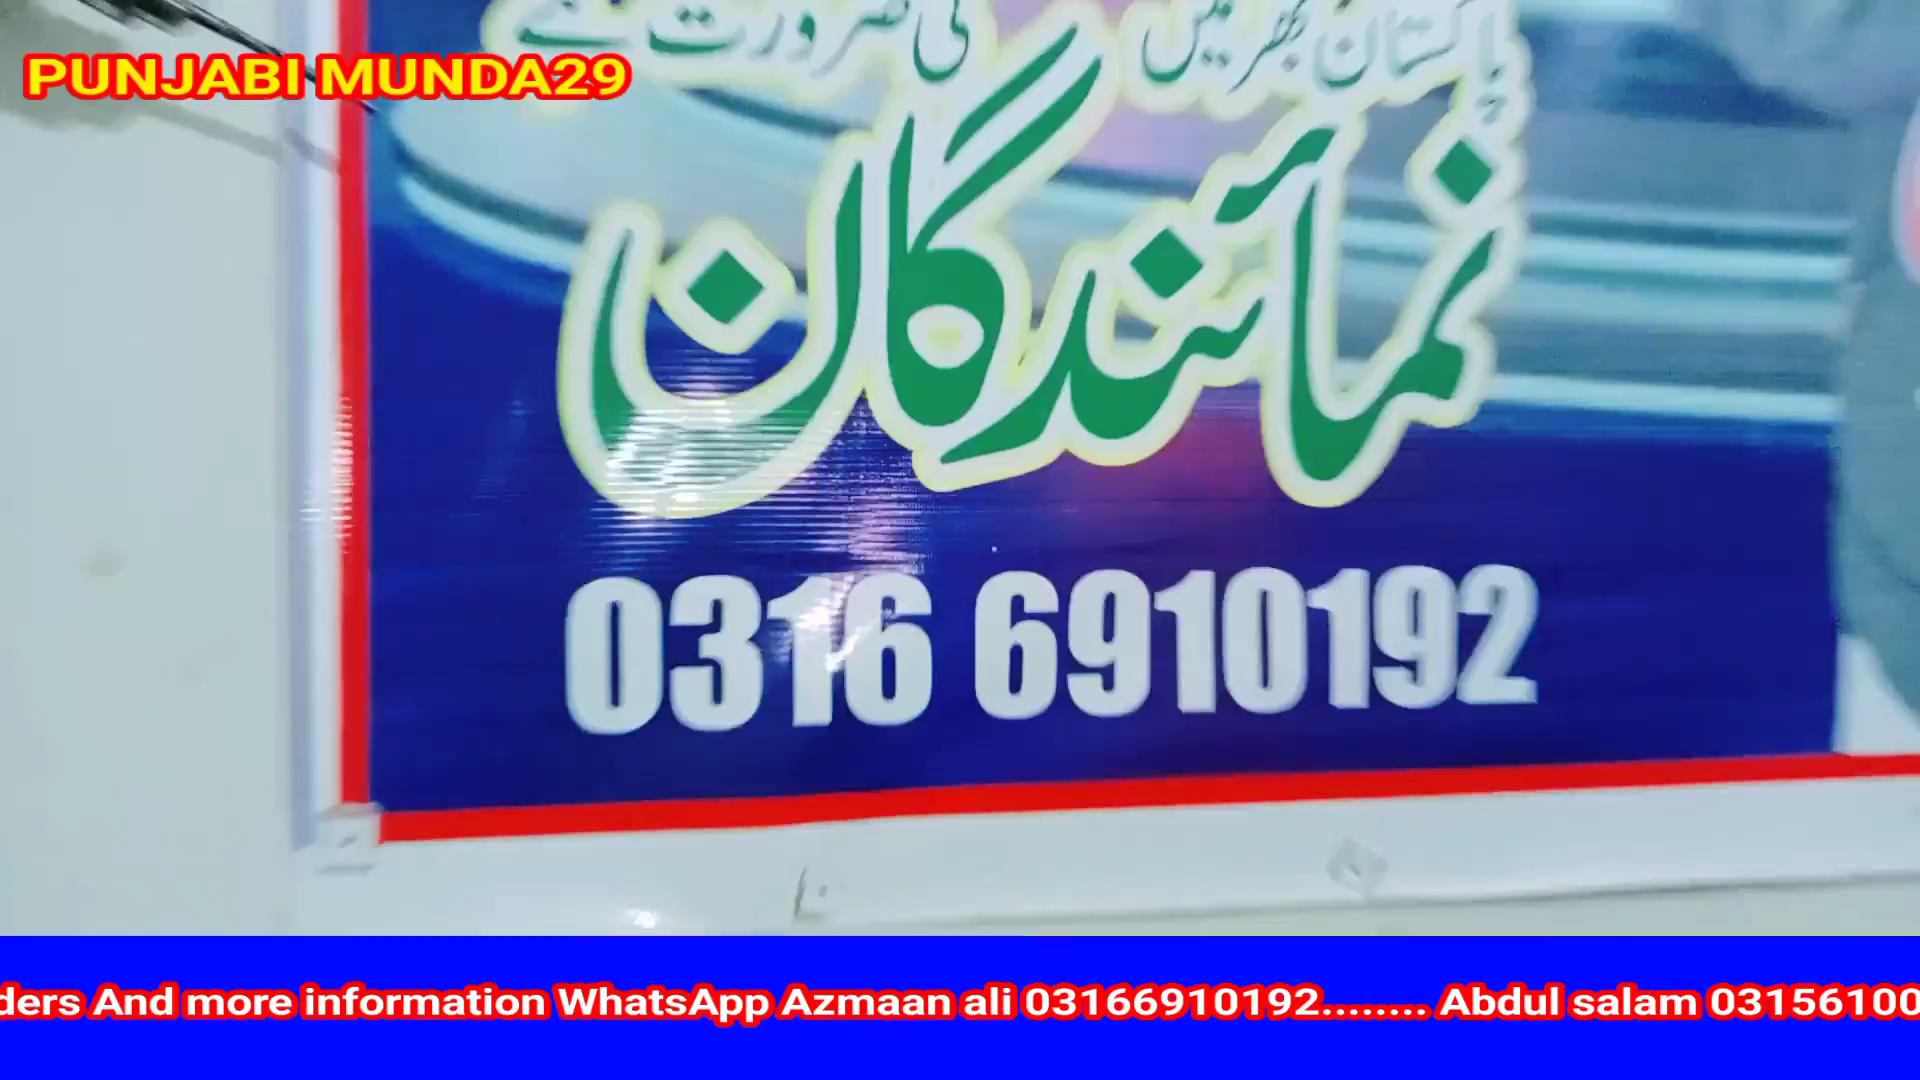 PUNJABI MUNDA29
پاکستان بھر میں کی ضرورت ہے
نمائندگان
0316 6910192
ders And more information WhatsApp Azmaan ali 03166910192........ Abdul salam 03156100